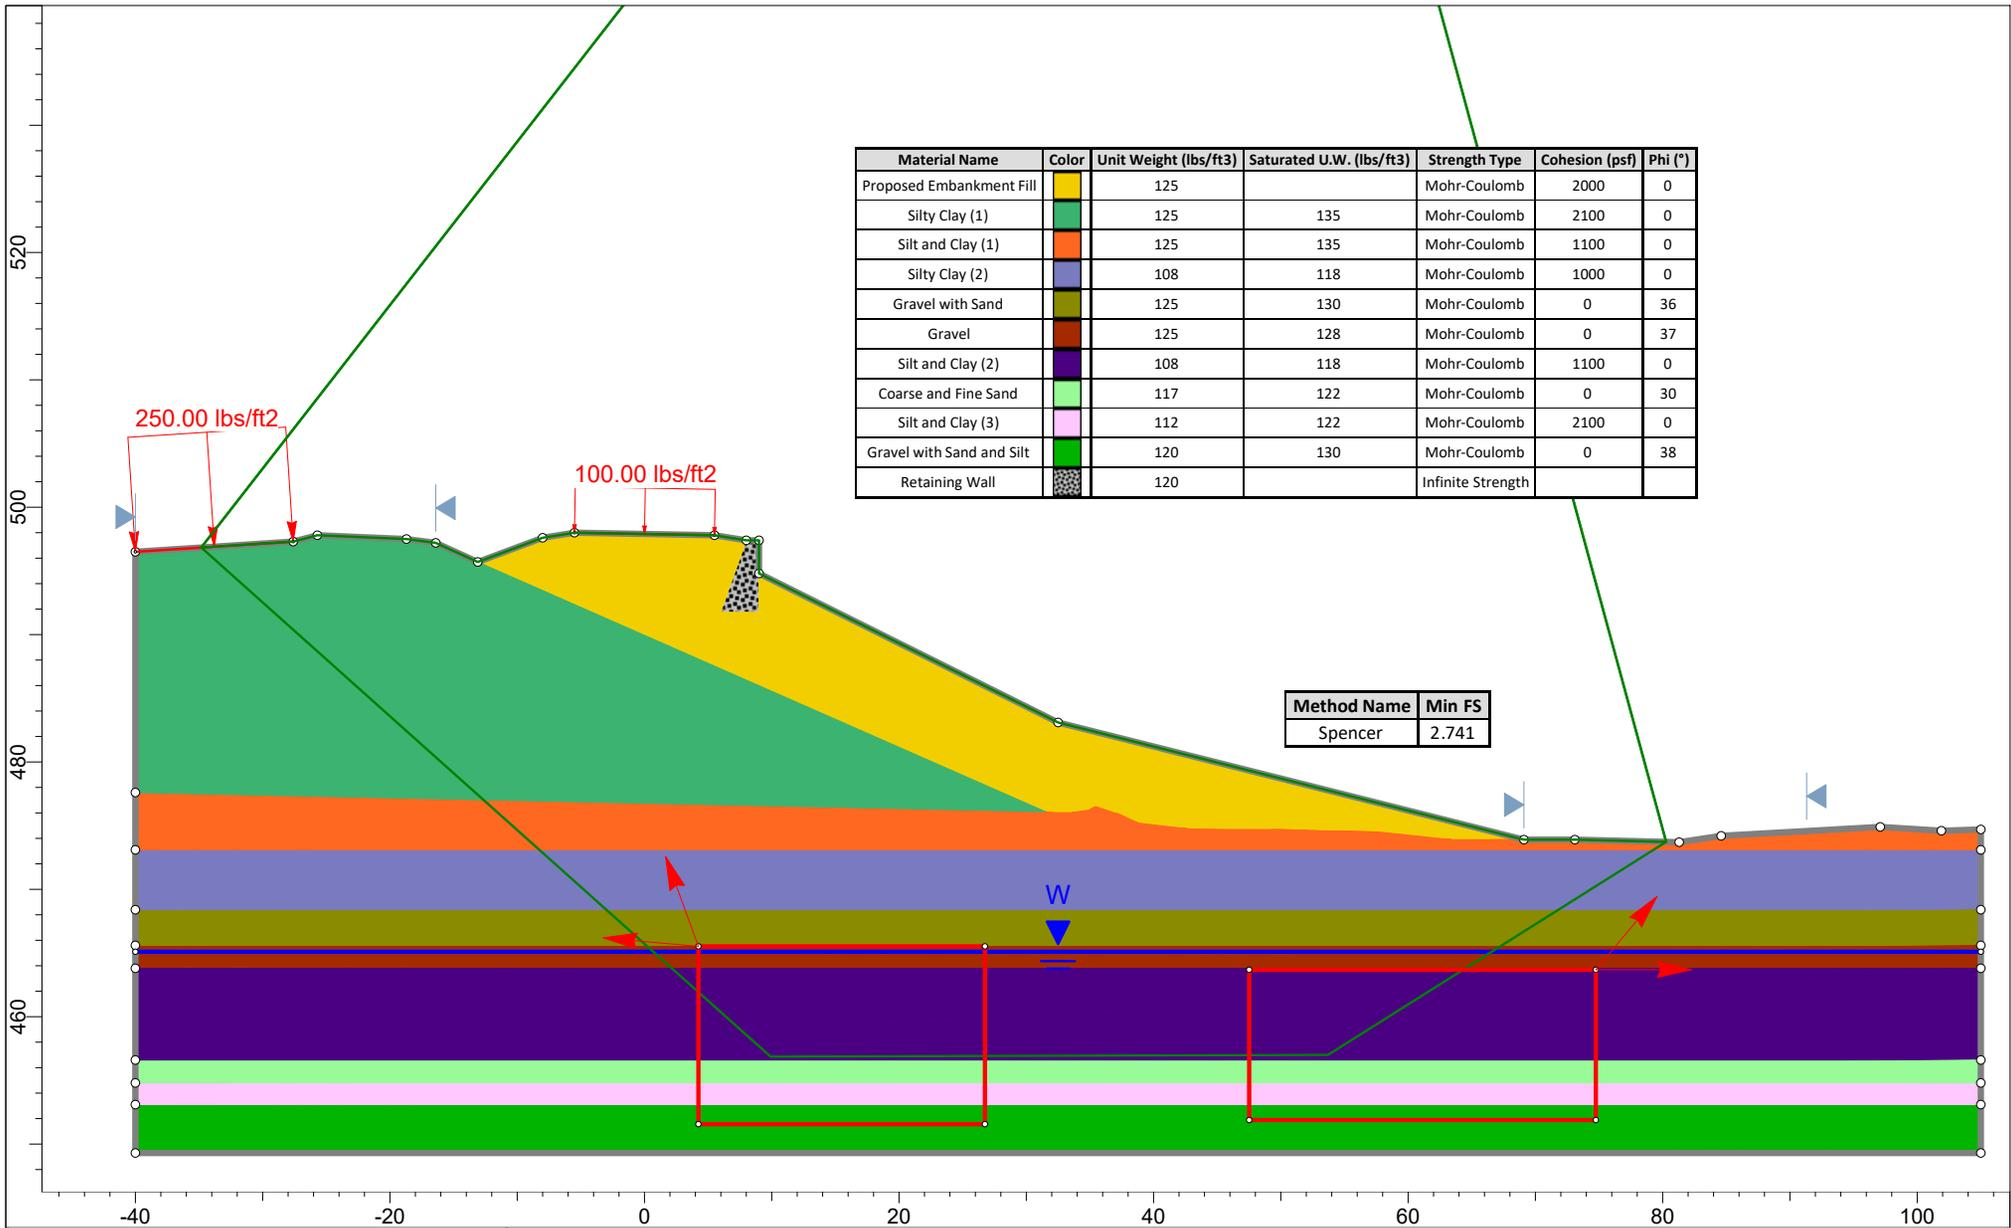 Material Name Color Unit Weight (lbs/ft3) Saturated U.W. (lbs/ft3) Strength Type Cohesion (psf) Phi (°)
Proposed Embankment Fill 125 Mohr-Coulomb 2000 0
Silty Clay (1) 125 135 Mohr-Coulomb 2100 0
Silt and Clay (1) 125 135 Mohr-Coulomb 1100 0
Silty Clay (2) 108 118 Mohr-Coulomb 1000 0
Gravel with Sand 125 130 Mohr-Coulomb 0 36
Gravel 125 128 Mohr-Coulomb 0 37
Silt and Clay (2) 108 118 Mohr-Coulomb 1100 0
Coarse and Fine Sand 117 122 Mohr-Coulomb 0 30
Silt and Clay (3) 112 122 Mohr-Coulomb 2100 0
Gravel with Sand and Silt 120 130 Mohr-Coulomb 0 38
Retaining Wall 120 Infinite Strength
520
250.00 lbs/ft2
100.00 lbs/ft2
500
Method Name Min FS
Spencer 2.741
480
W
460
-40 -20 0 20 40 60 80 100